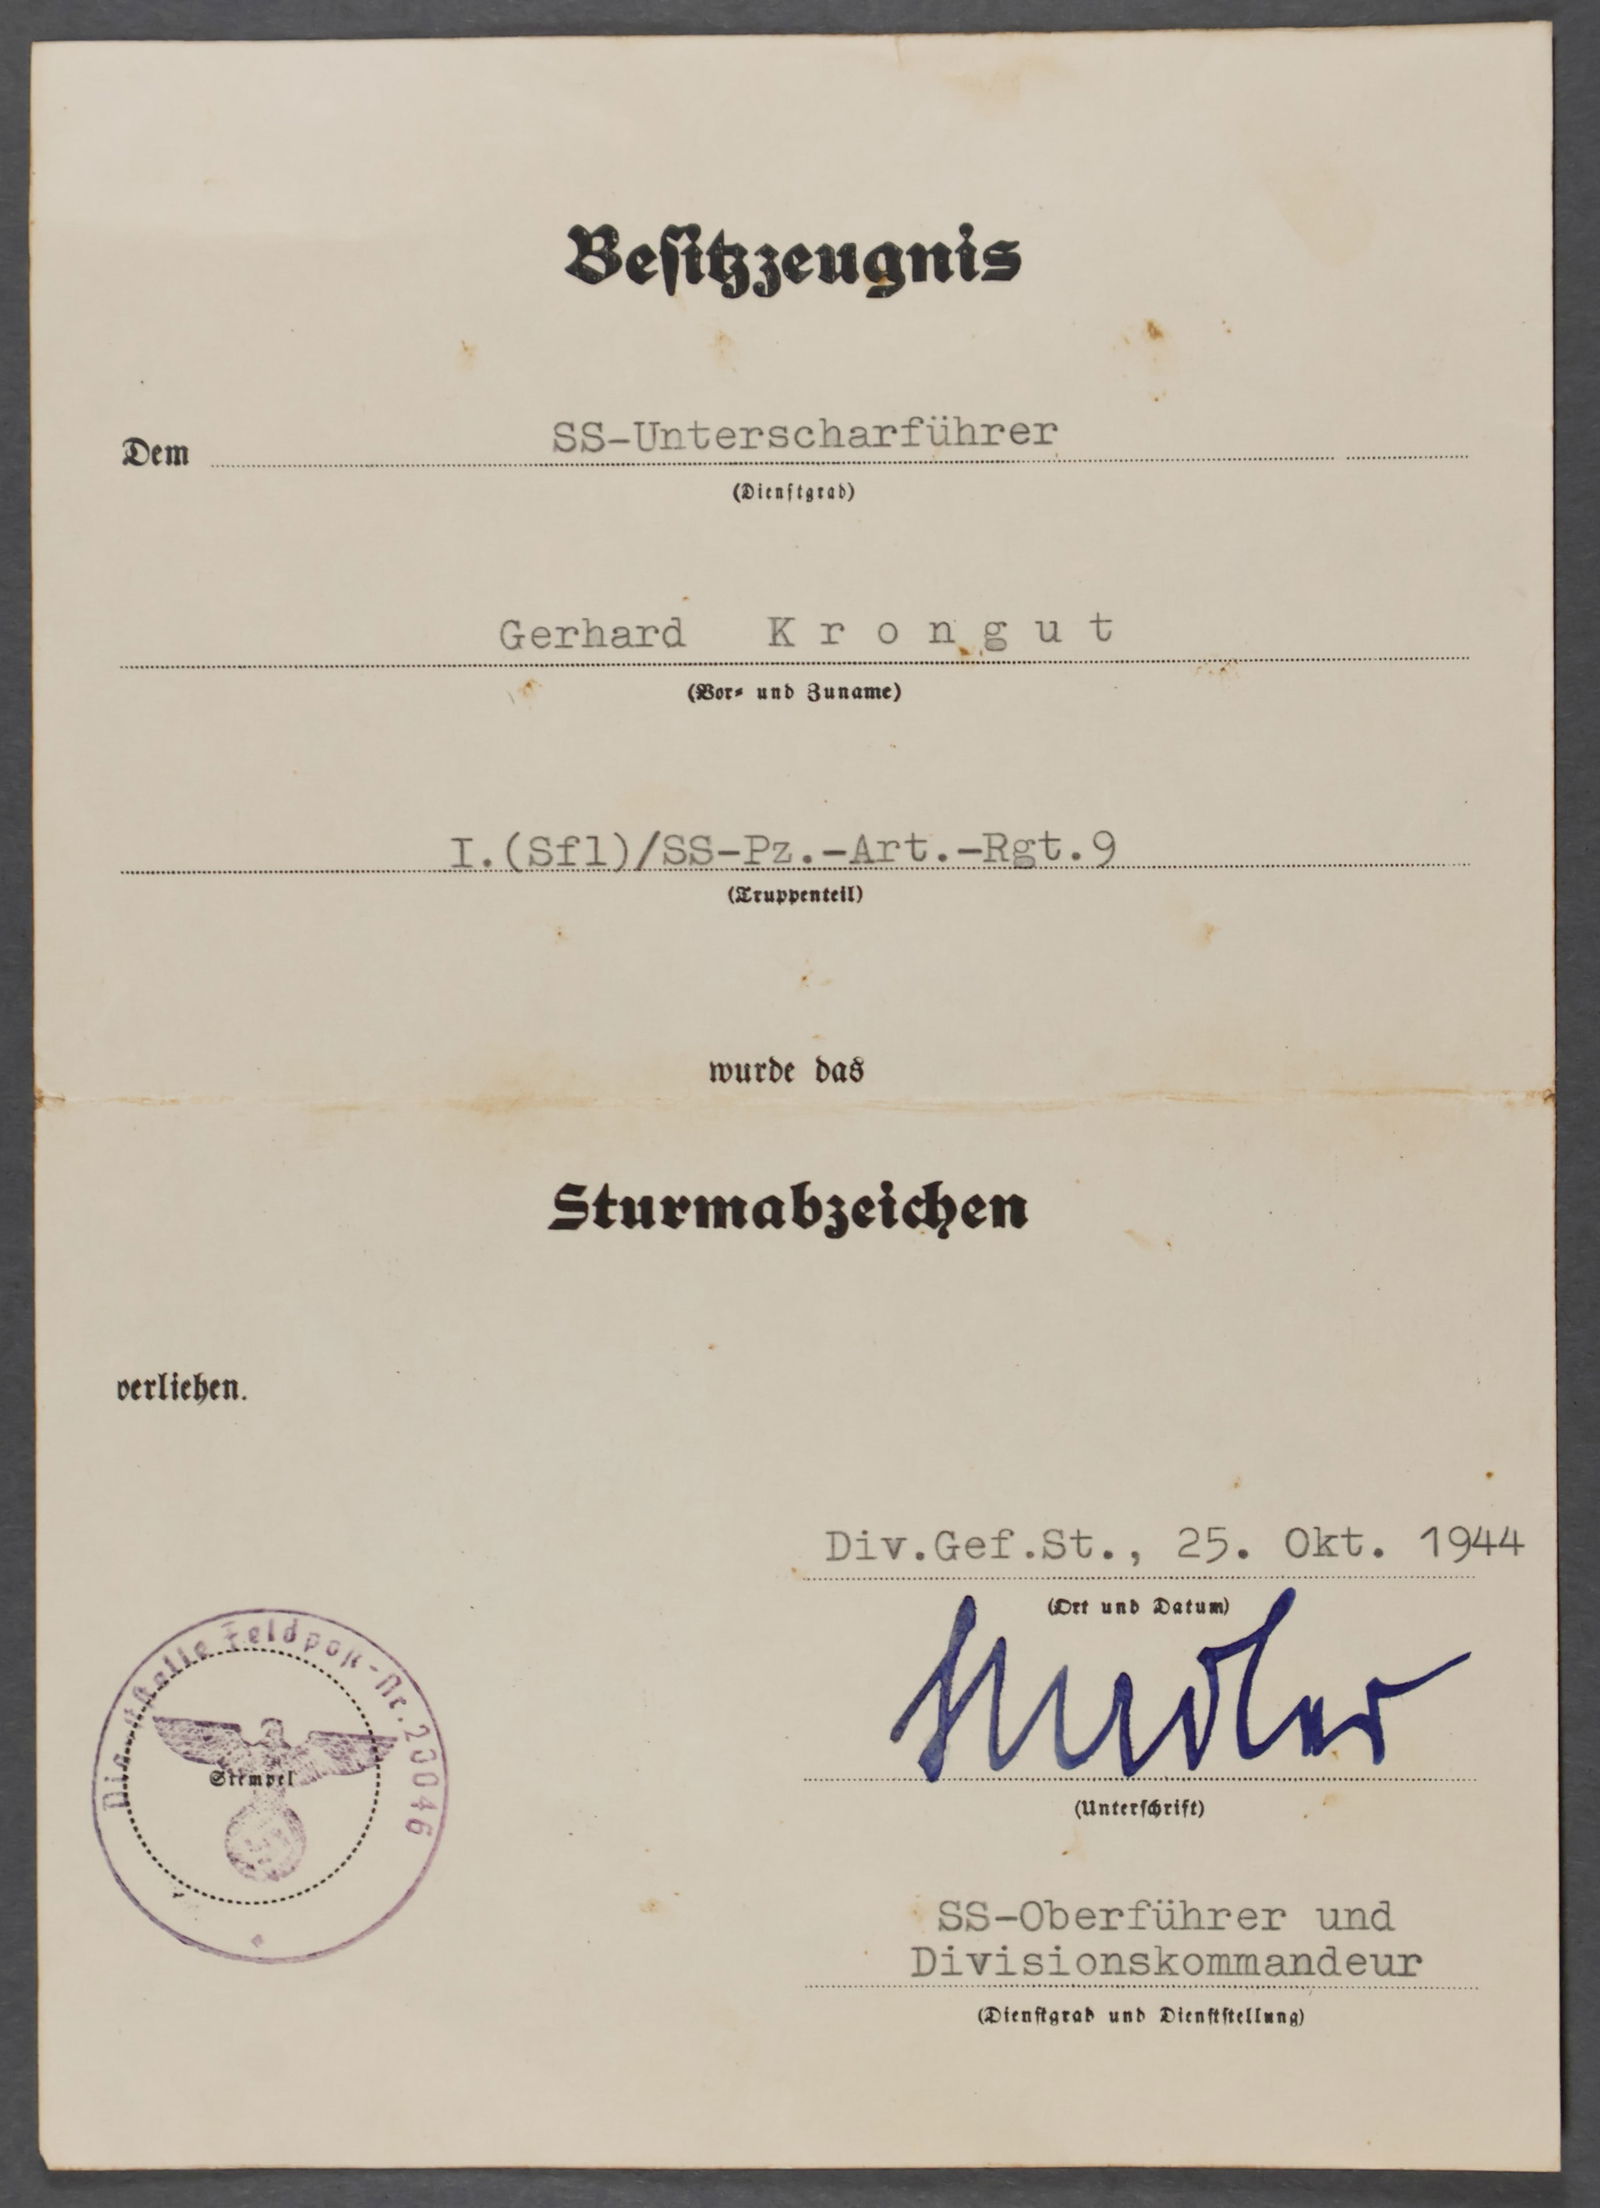 Besitzzeugnis
Dem SS-Unterscharführer
(Dienstgrad)
Gerhard K r o n g u t
(Vor- und Zuname)
I.(Sfl)/SS-Pz.-Art.-Rgt.9
(Truppenteil)
wurde das
Sturmabzeichen
verliehen.
Div.Gef.St., 25. Okt. 1944
(Ort und Datum)
(Unterschrift)
SS-Oberführer und
Divisionskommandeur
(Dienstgrad und Dienststellung)
Dienststelle Feldpost-Nr. 20046
Stempel